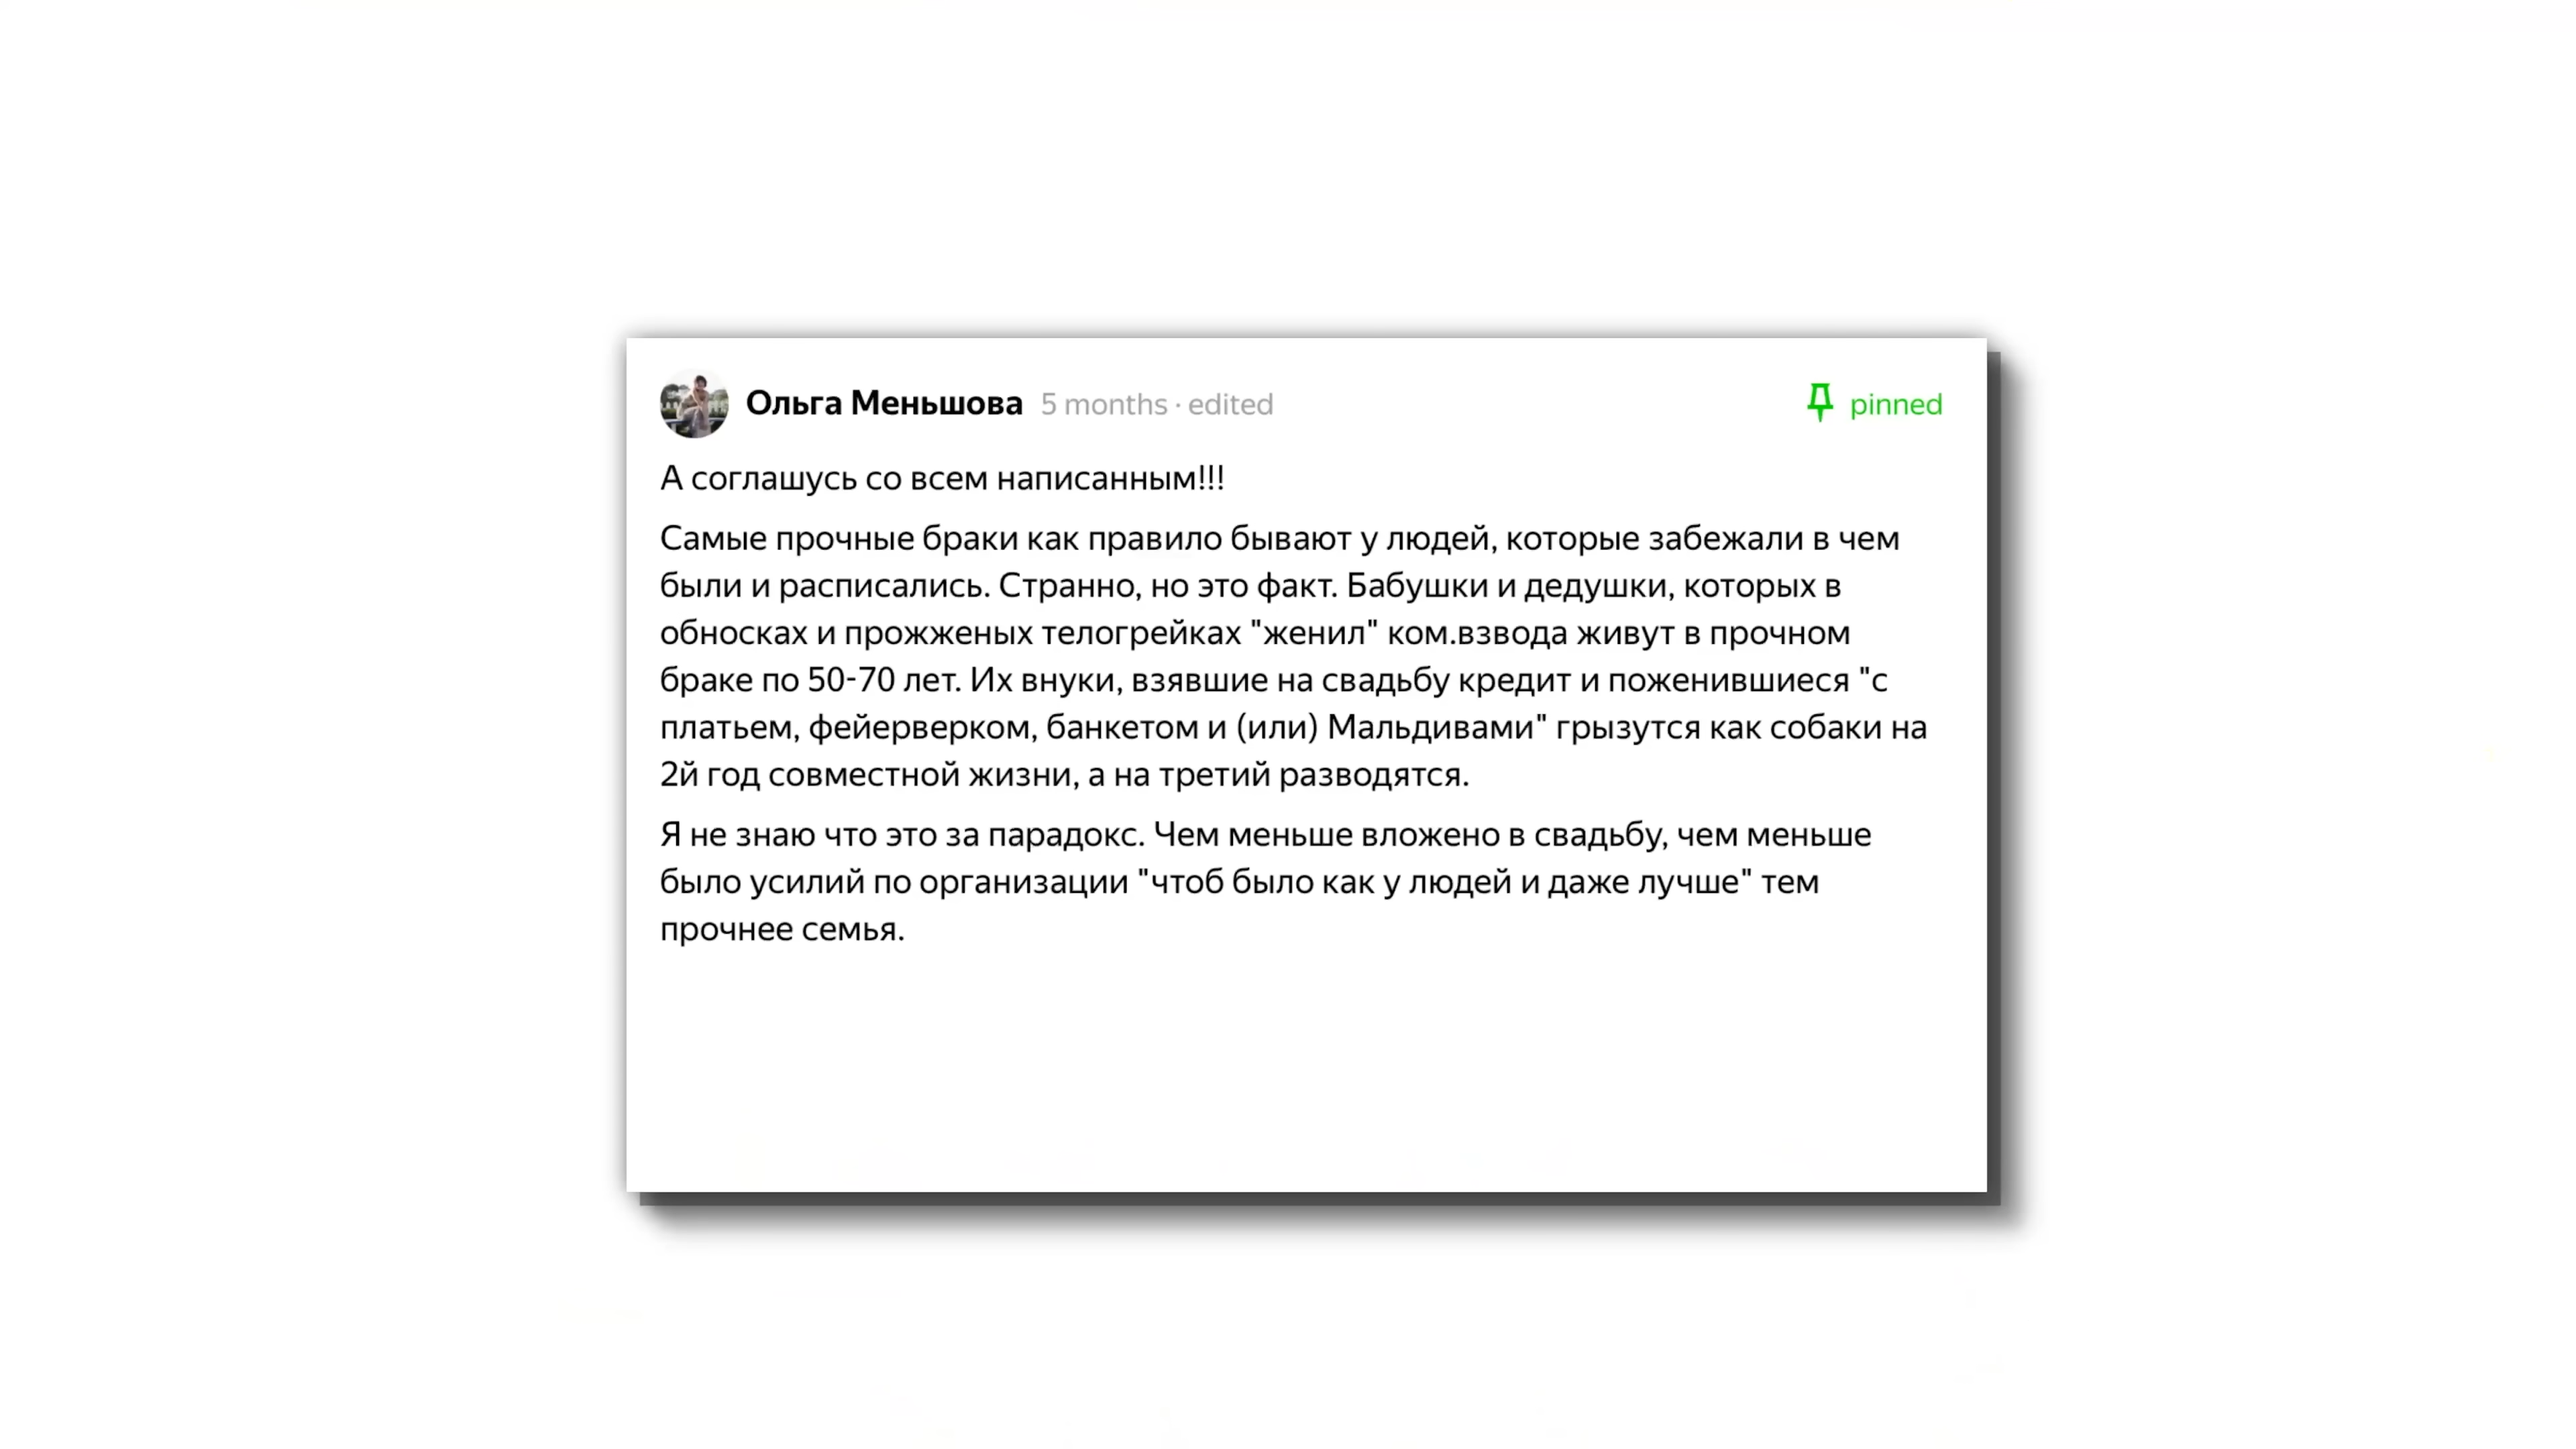 Ольга Меньшова 5 months · edited pinned
А соглашусь со всем написанным!!!
Самые прочные браки как правило бывают у людей, которые забежали в чем
были и расписались. Странно, но это факт. Бабушки и дедушки, которых в
обносках и прожженых телогрейках "женил" ком.взвода живут в прочном
браке по 50-70 лет. Их внуки, взявшие на свадьбу кредит и поженившиеся "с
платьем, фейерверком, банкетом и (или) Мальдивами" грызутся как собаки на
2й год совместной жизни, а на третий разводятся.
Я не знаю что это за парадокс. Чем меньше вложено в свадьбу, чем меньше
было усилий по организации "чтоб было как у людей и даже лучше" тем
прочнее семья.